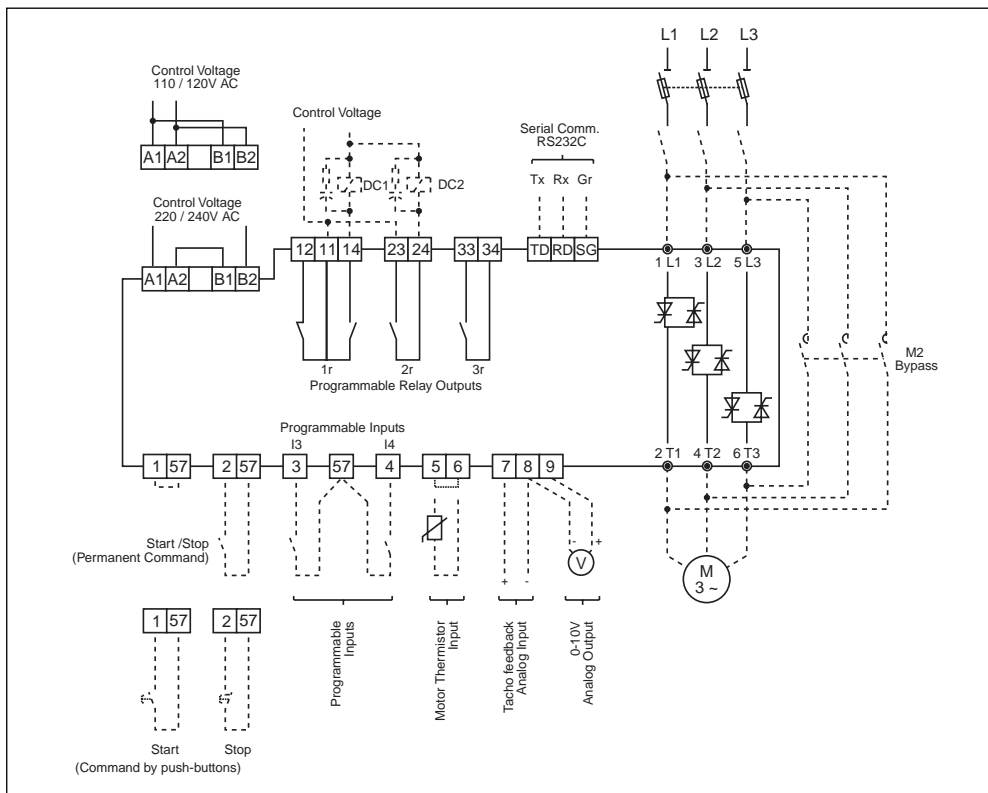 L1 L2 L3
Control Voltage
110 / 120V AC
A1 A2 B1 B2
Control Voltage
DC1 DC2
Serial Comm.
RS232C
Tx Rx Gr
Control Voltage
220 / 240V AC
A1 A2 B1 B2
12 11 14 23 24 33 34 TD RD SG
1 L1 3 L2 5 L3
1r 2r 3r
Programmable Relay Outputs
M2
Bypass
Programmable Inputs
I3 I4
1 57 2 57 3 57 4 5 6 7 8 9
2 T1 4 T2 6 T3
Start /Stop
(Permanent Command)
- +
V
+ -
M
3 ~
1 57 2 57
Programmable
Inputs
Motor Thermistor
Input
Tacho feedback
Analog Input
0-10V
Analog Output
Start Stop
(Command by push-buttons)